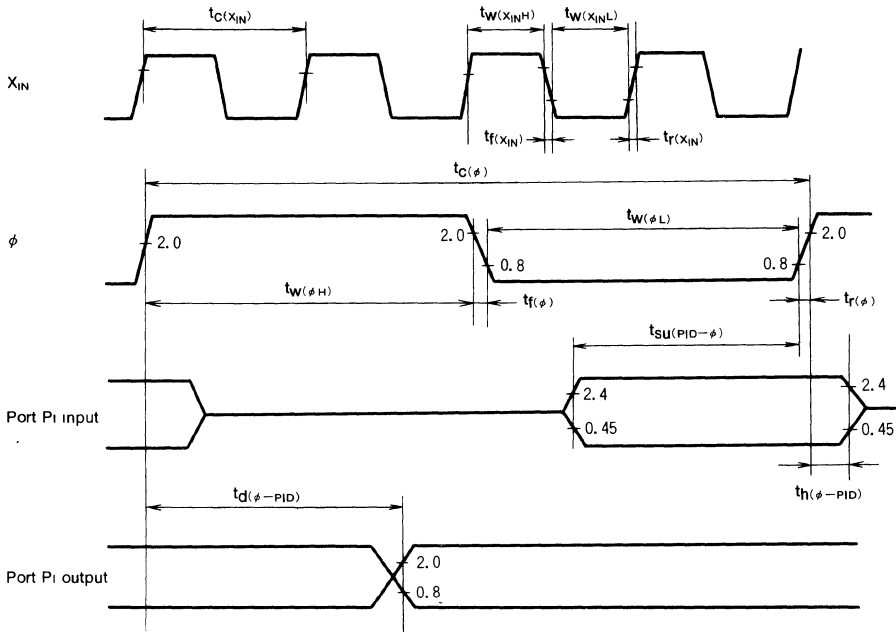 tC(XIN)
tW(XINH)
tW(XINL)
XIN
tf(XIN)
tr(XIN)
tC(φ)
φ
2.0
2.0
0.8
tW(φL)
0.8
2.0
tW(φH)
tf(φ)
tr(φ)
tSU(PID−φ)
Port Pi input
2.4
0.45
2.4
0.45
th(φ−PID)
td(φ−PID)
Port Pi output
2.0
0.8